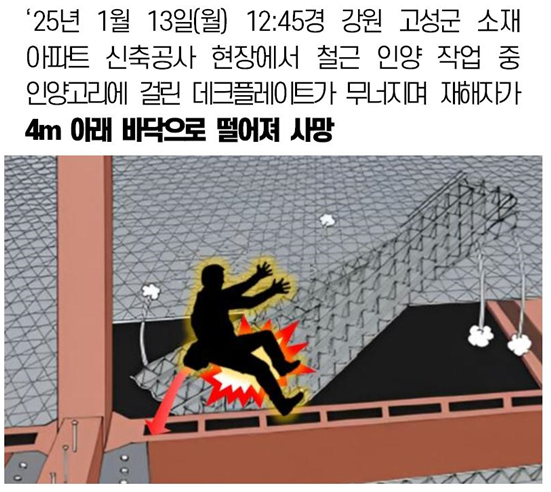 ‘25년 1월 13일(월) 12:45경 강원 고성군 소재
아파트 신축공사 현장에서 철근 인양 작업 중
인양고리에 걸린 데크플레이트가 무너지며 재해자가
4m 아래 바닥으로 떨어져 사망